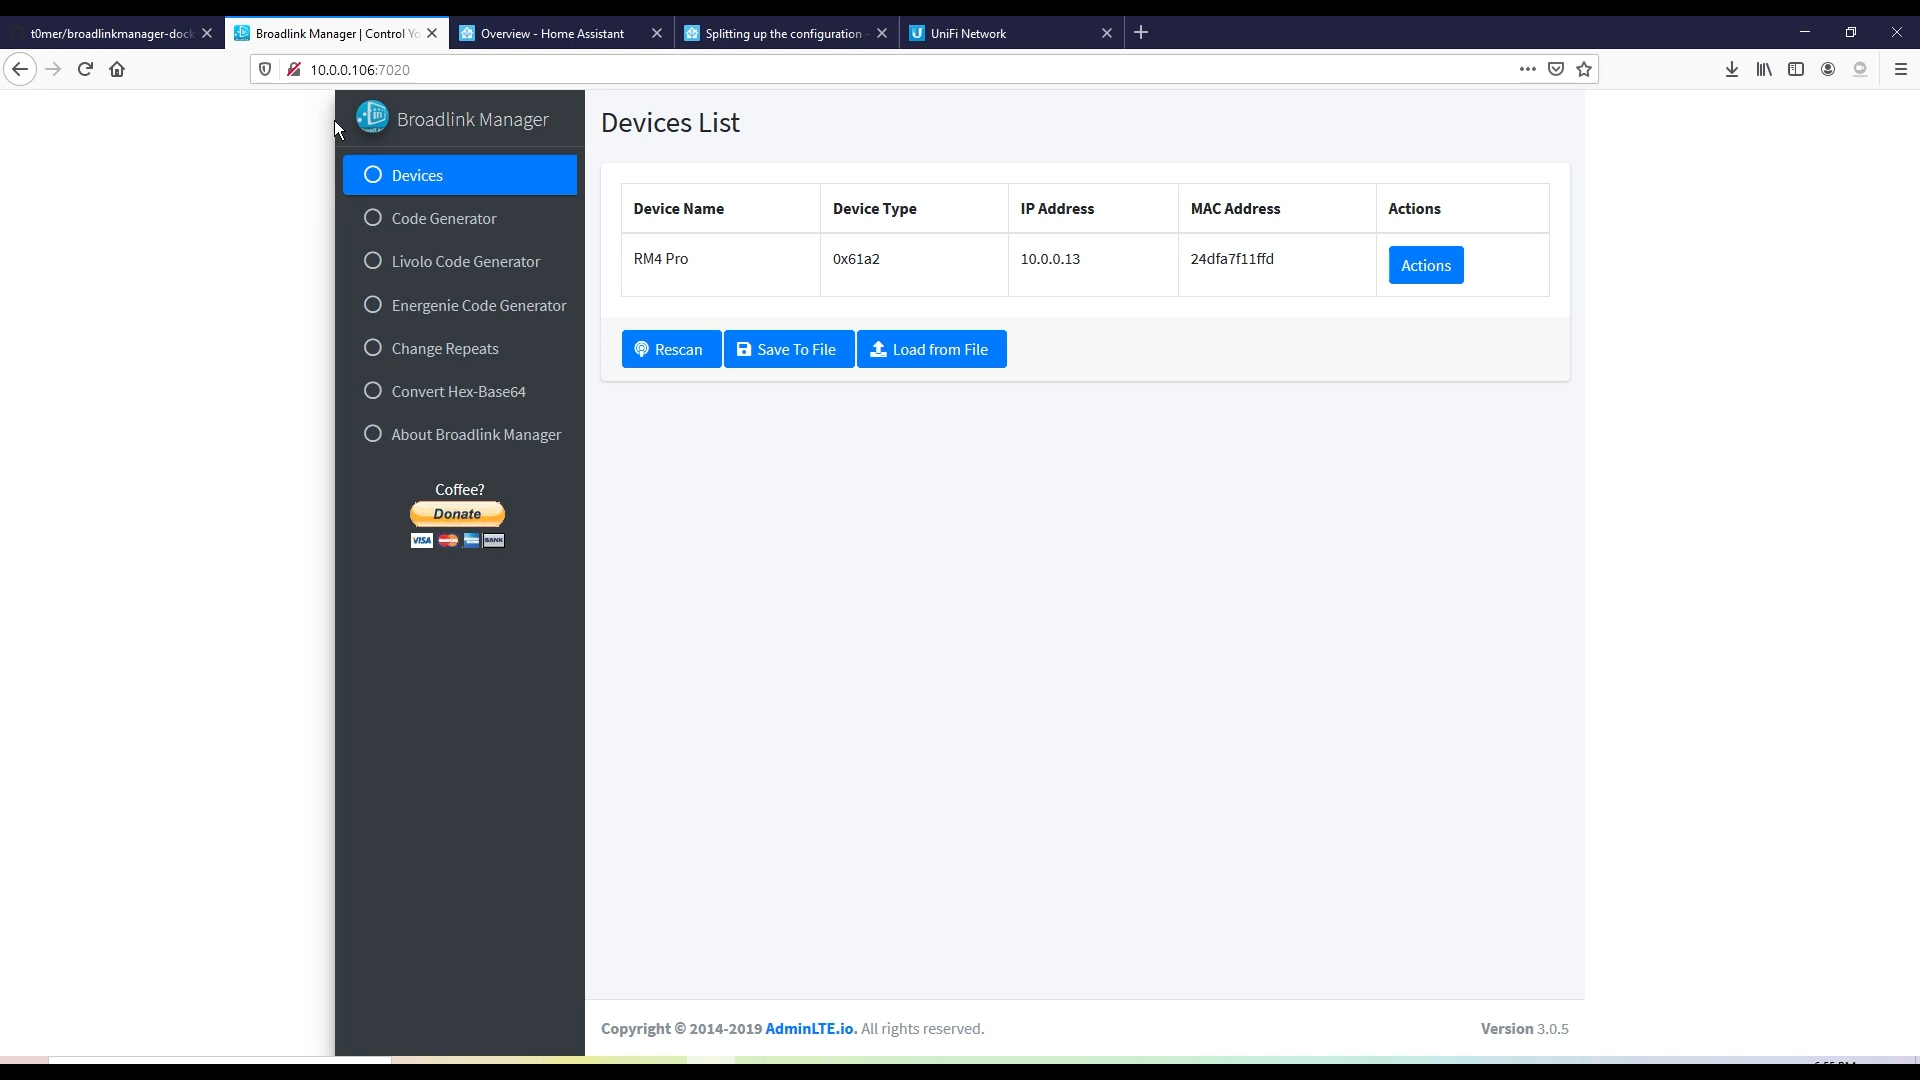 t0mer/broadlinkmanager-dock
Broadlink Manager | Control Yo
Overview - Home Assistant
Splitting up the configuration -
UniFi Network
10.0.0.106:7020
Broadlink Manager
Devices
Code Generator
Livolo Code Generator
Energenie Code Generator
Change Repeats
Convert Hex-Base64
About Broadlink Manager
Coffee?
Donate
VISA
BANK
Devices List
Device Name Device Type IP Address MAC Address Actions
RM4 Pro 0x61a2 10.0.0.13 24dfa7f11ffd Actions
Rescan Save To File Load from File
Copyright © 2014-2019 AdminLTE.io. All rights reserved.
Version 3.0.5